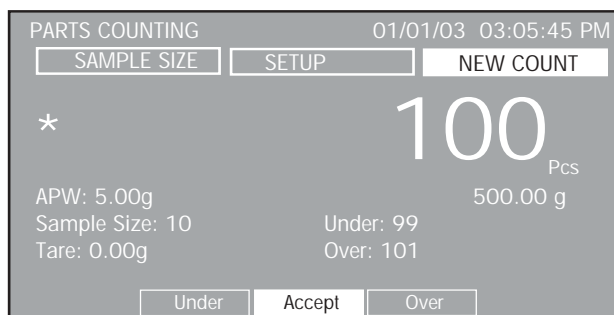 PARTS COUNTING 01/01/03 03:05:45 PM
SAMPLE SIZE SETUP NEW COUNT
* 100 Pcs
APW: 5.00g 500.00 g
Sample Size: 10 Under: 99
Tare: 0.00g Over: 101
Under Accept Over